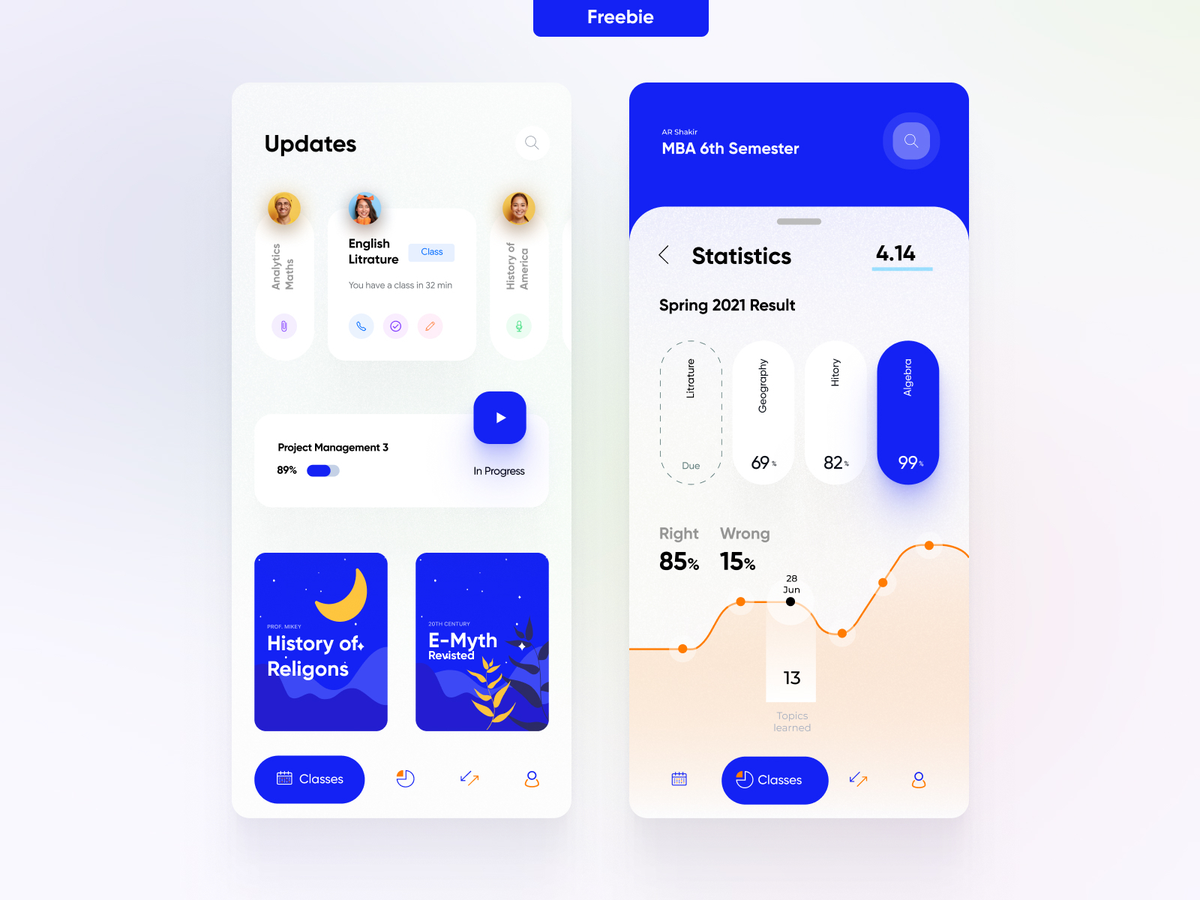 Freebie
Updates
Analytics
Maths
English
Litrature
Class
You have a class in 32 min
History of
America
Project Management 3
89%
In Progress
PROF. MIKEY
History of
Religons
20TH CENTURY
E-Myth
Revisted
Classes
AR Shakir
MBA 6th Semester
Statistics
4.14
Spring 2021 Result
Litrature
Due
Geography
69%
Hitory
82%
Algebra
99%
Right
Wrong
85%
15%
28
Jun
13
Topics
learned
Classes